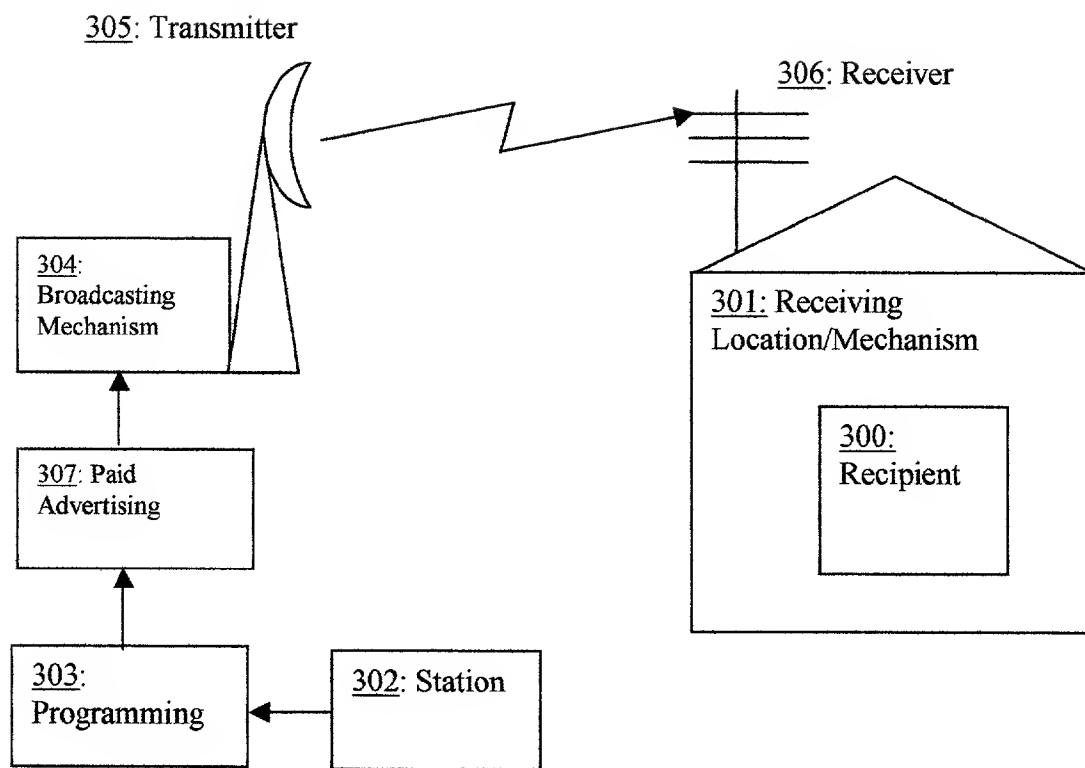 305: Transmitter
306: Receiver
304:
Broadcasting
Mechanism
301: Receiving
Location/Mechanism
300:
Recipient
307: Paid
Advertising
303:
Programming
302: Station